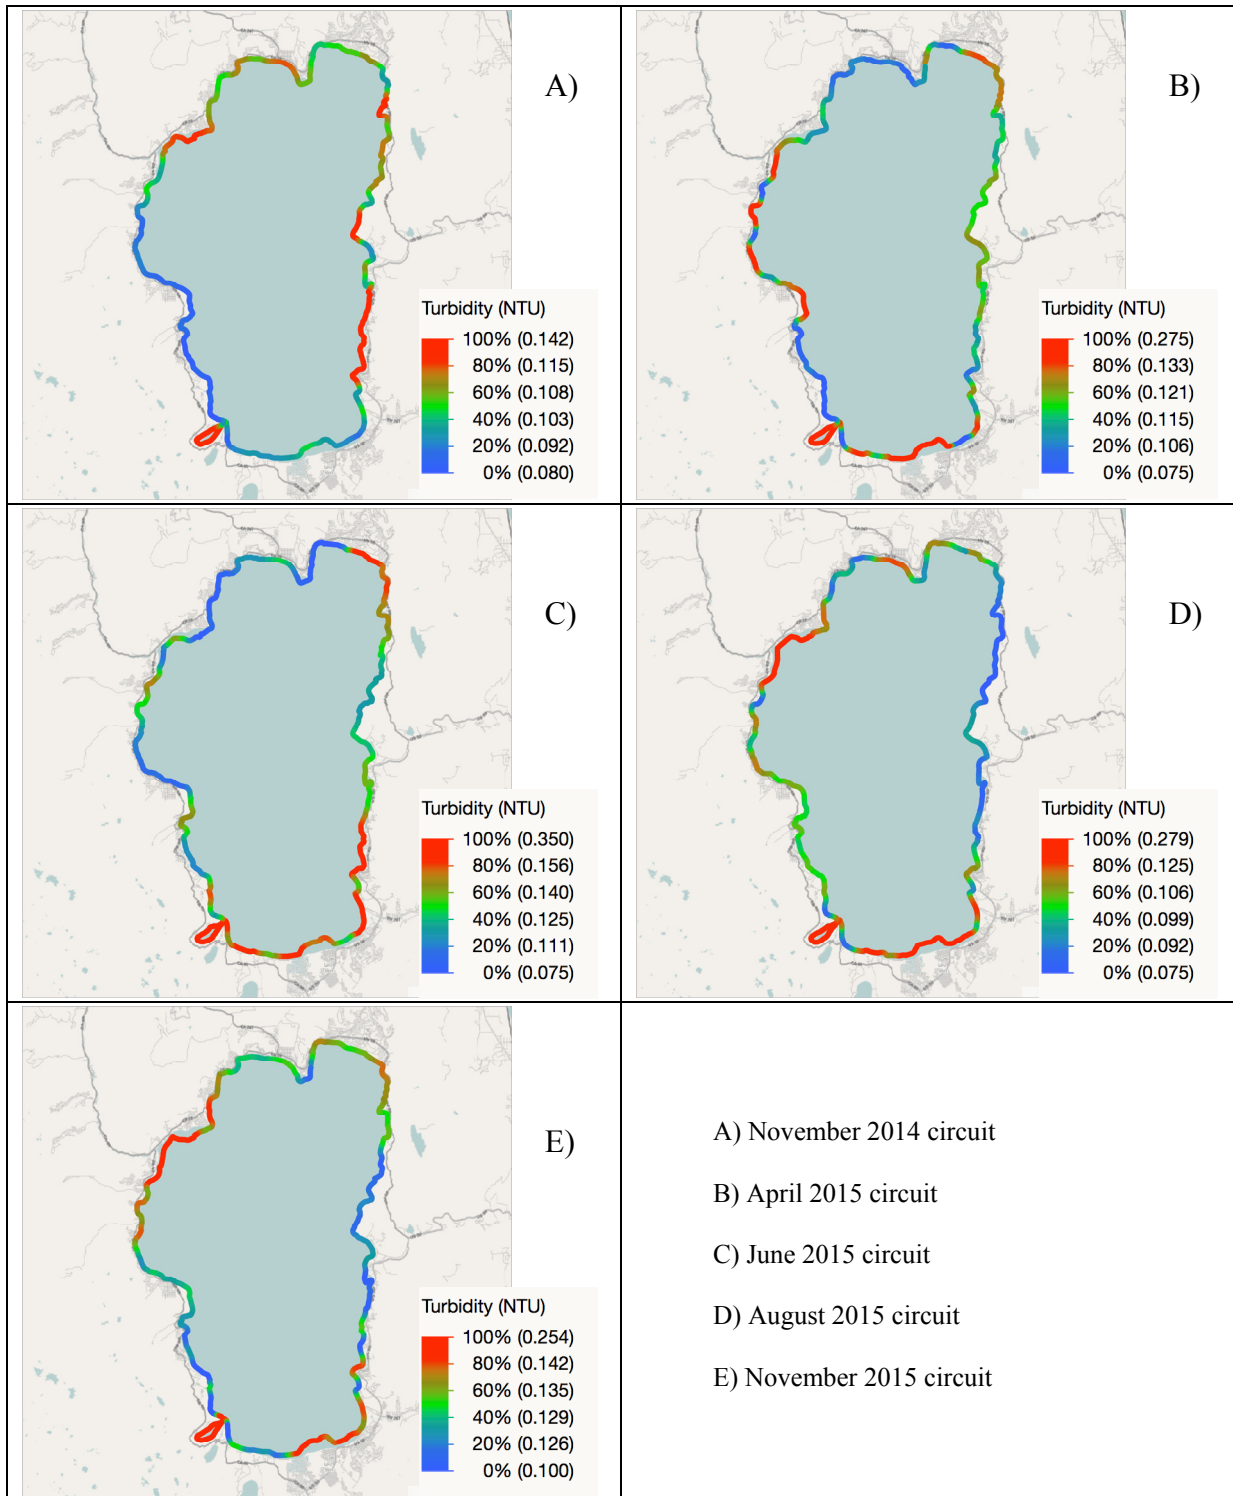 A)
Turbidity (NTU)
100% (0.142)
80% (0.115)
60% (0.108)
40% (0.103)
20% (0.092)
0% (0.080)
B)
Turbidity (NTU)
100% (0.275)
80% (0.133)
60% (0.121)
40% (0.115)
20% (0.106)
0% (0.075)
C)
Turbidity (NTU)
100% (0.350)
80% (0.156)
60% (0.140)
40% (0.125)
20% (0.111)
0% (0.075)
D)
Turbidity (NTU)
100% (0.279)
80% (0.125)
60% (0.106)
40% (0.099)
20% (0.092)
0% (0.075)
E)
Turbidity (NTU)
100% (0.254)
80% (0.142)
60% (0.135)
40% (0.129)
20% (0.126)
0% (0.100)
A) November 2014 circuit
B) April 2015 circuit
C) June 2015 circuit
D) August 2015 circuit
E) November 2015 circuit